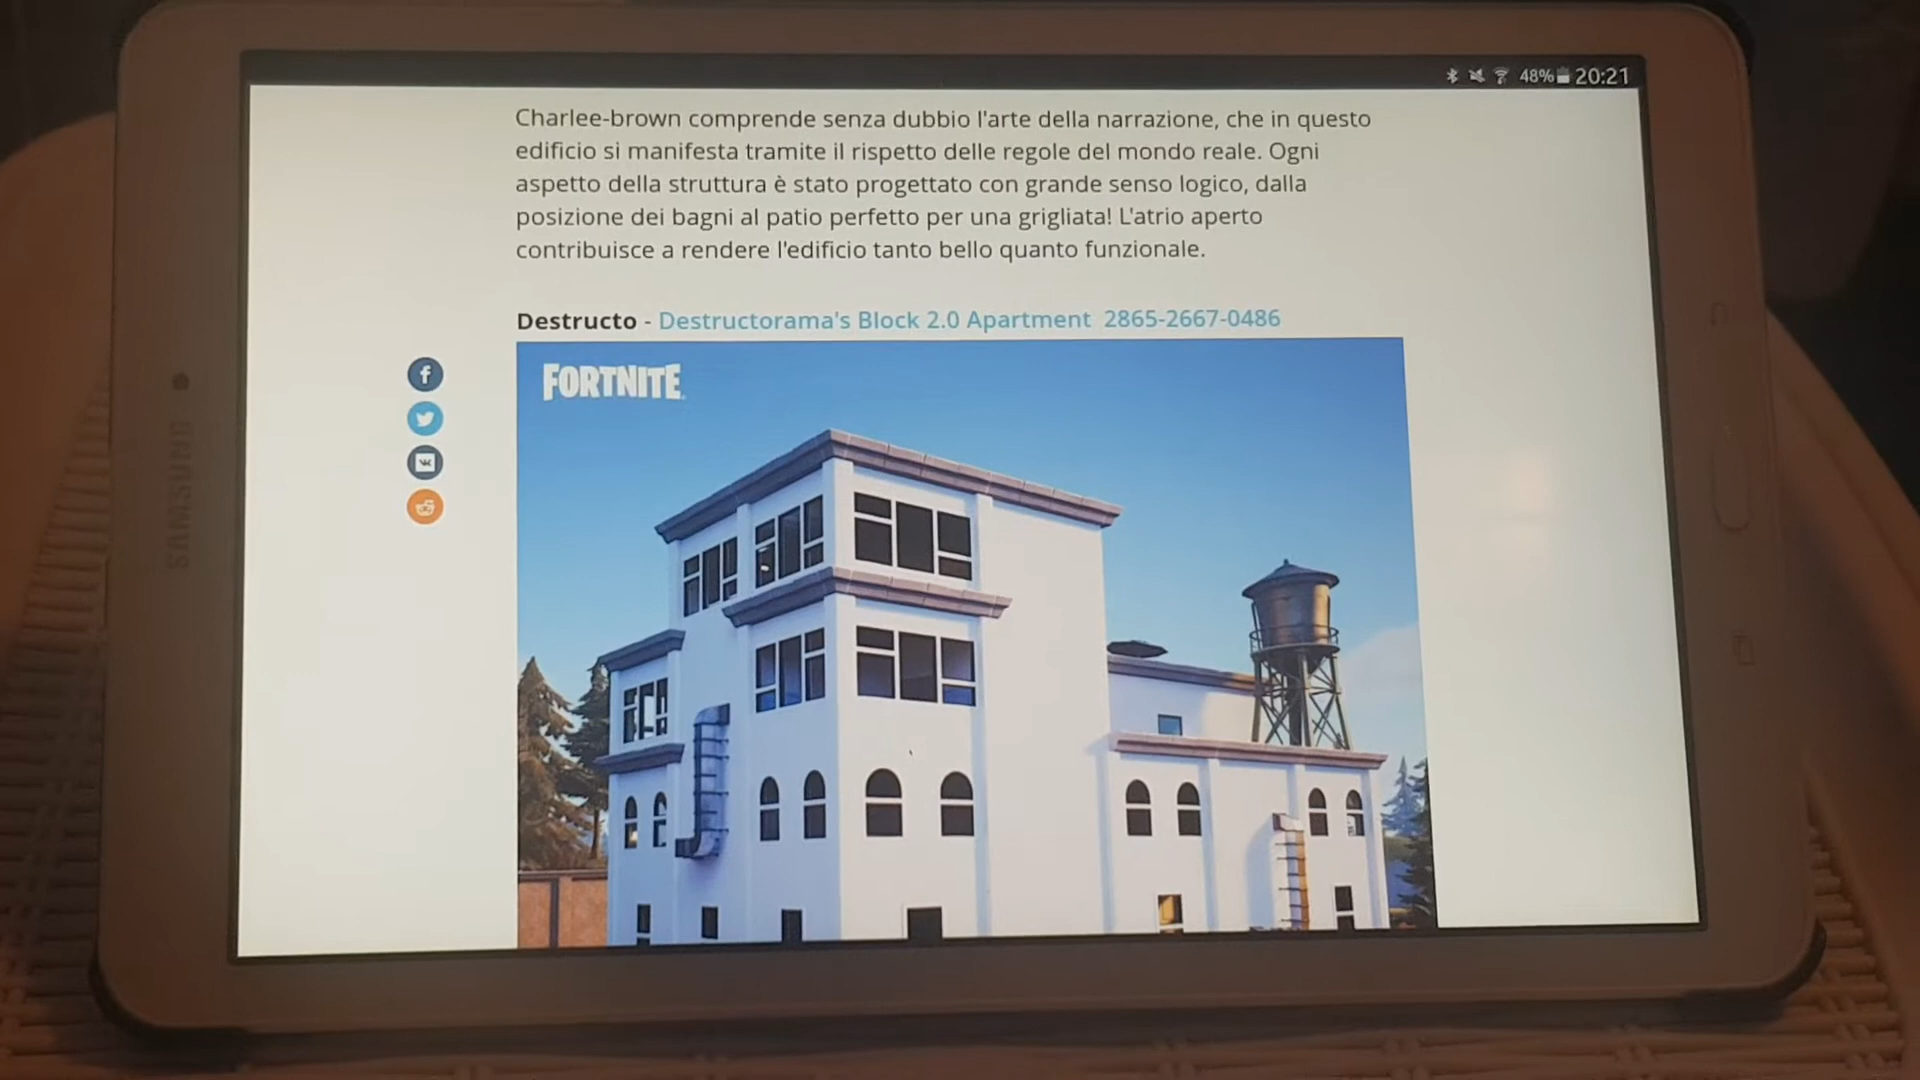 48% 20:21
Charlee-brown comprende senza dubbio l'arte della narrazione, che in questo
edificio si manifesta tramite il rispetto delle regole del mondo reale. Ogni
aspetto della struttura è stato progettato con grande senso logico, dalla
posizione dei bagni al patio perfetto per una grigliata! L'atrio aperto
contribuisce a rendere l'edificio tanto bello quanto funzionale.
Destructo - Destructorama's Block 2.0 Apartment 2865-2667-0486
FORTNITE
SAMSUNG